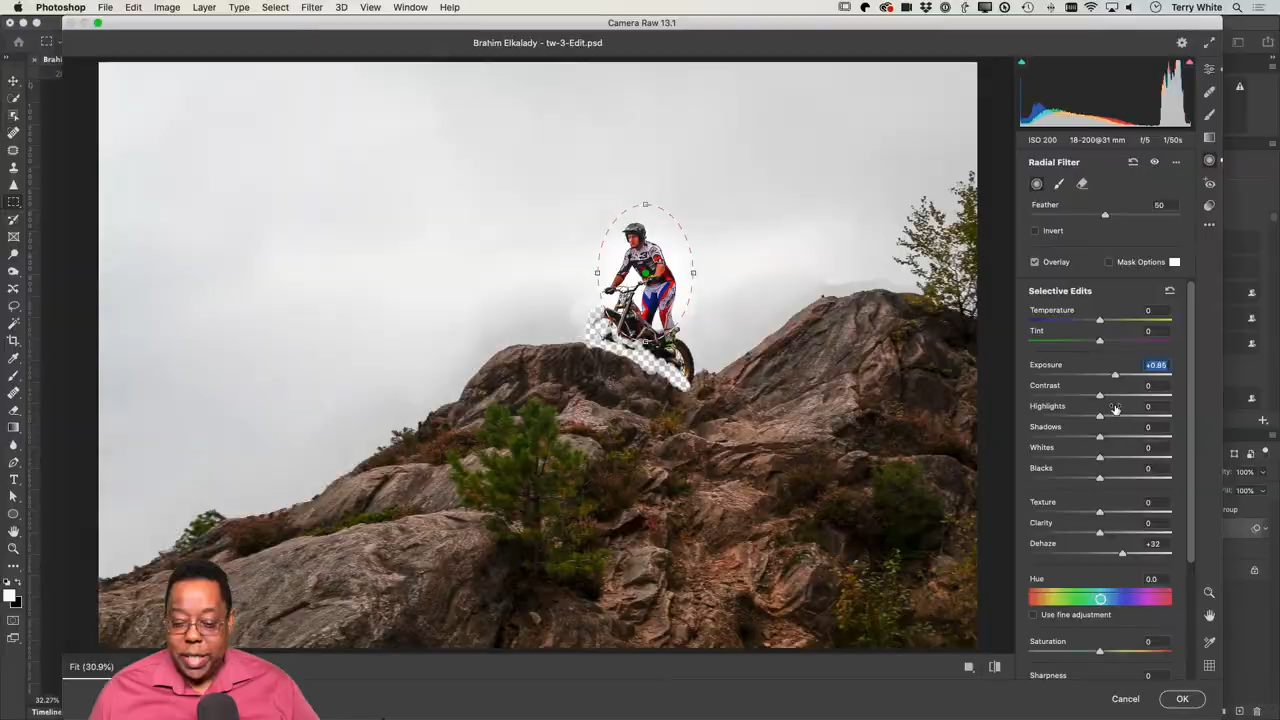 Photoshop File Edit Image Layer Type Select Filter 3D View Window Help Terry White
Camera Raw 13.1
Brahim Elkalady - tw-3-Edit.psd
Brahi
ISO 200 18-200@31 mm f/5 1/50s
Radial Filter
Feather 50
Invert
Overlay Mask Options
Selective Edits
Temperature 0
Tint 0
Exposure +0.85
Contrast 0
Highlights 0
Shadows 0
Whites 0
Blacks 0
Texture 0
Clarity 0
Dehaze +32
Hue 0.0
Use fine adjustment
Saturation 0
Sharpness 0
Fit (30.9%)
Cancel OK
32.27%
Timeline
100%
100%
roup